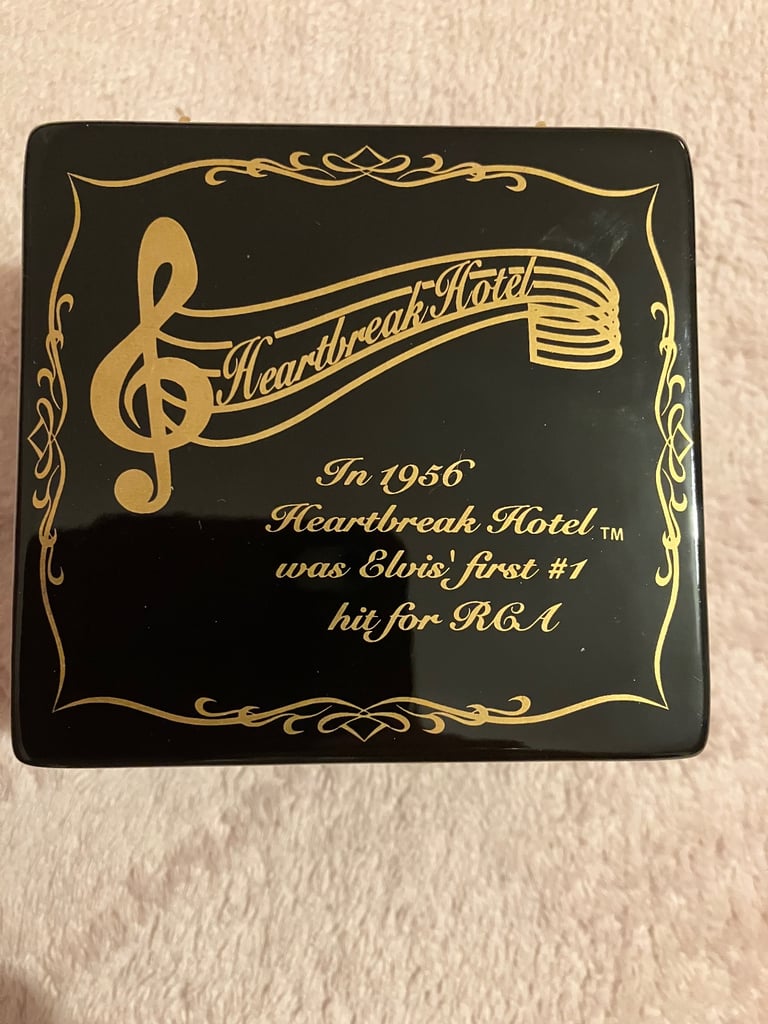 Heartbreak Hotel
In 1956
Heartbreak Hotel ™
was Elvis' first #1
hit for RCA